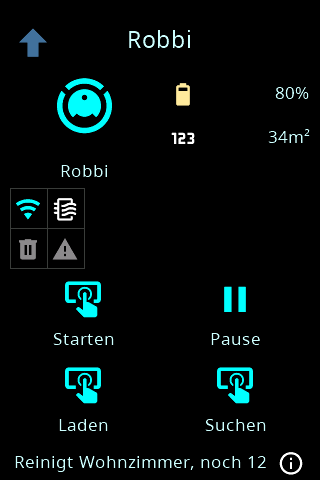 Robbi
80%
123
34m²
Robbi
Starten
Pause
Laden
Suchen
Reinigt Wohnzimmer, noch 12